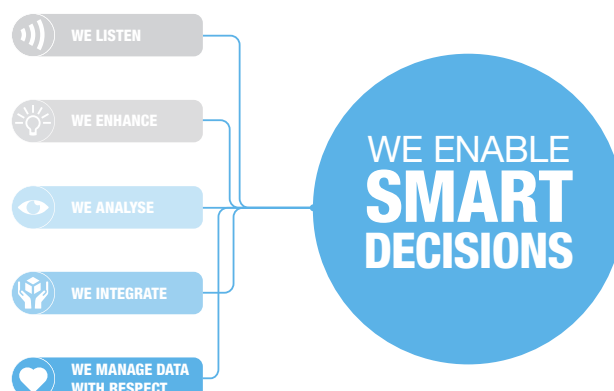 WE LISTEN
WE ENHANCE
WE ANALYSE
WE INTEGRATE
WE MANAGE DATA
WITH RESPECT
WE ENABLE
SMART
DECISIONS